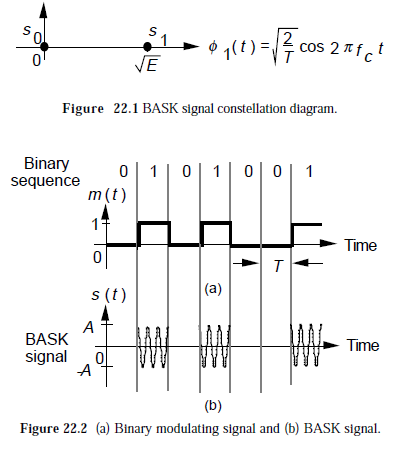 s0 s1 ϕ1(t) = √(2/T) cos 2 π fc t
0 √E
Figure 22.1 BASK signal constellation diagram.
Binary sequence 0 1 0 1 0 0 1
m(t)
1
0 Time
T
(a)
s(t)
A
BASK signal 0 Time
-A
(b)
Figure 22.2 (a) Binary modulating signal and (b) BASK signal.